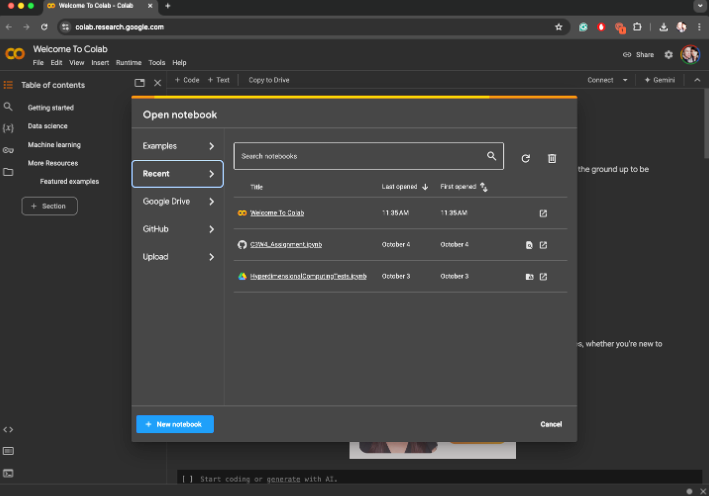 Welcome To Colab - Colab
colab.research.google.com
Welcome To Colab
Share
File Edit View Insert Runtime Tools Help
Table of contents
+ Code + Text Copy to Drive
Connect
Gemini
Getting started
Data science
Machine learning
More Resources
Featured examples
+ Section
Open notebook
Examples
Recent
Google Drive
GitHub
Upload
Search notebooks
Title Last opened First opened
Welcome To Colab 11:35 AM 11:35 AM
C3W4_Assignment.ipynb October 4 October 4
HyperdimensionalComputingTests.ipynb October 3 October 3
the ground up to be
whether you're new to
+ New notebook
Cancel
[ ] Start coding or generate with AI.